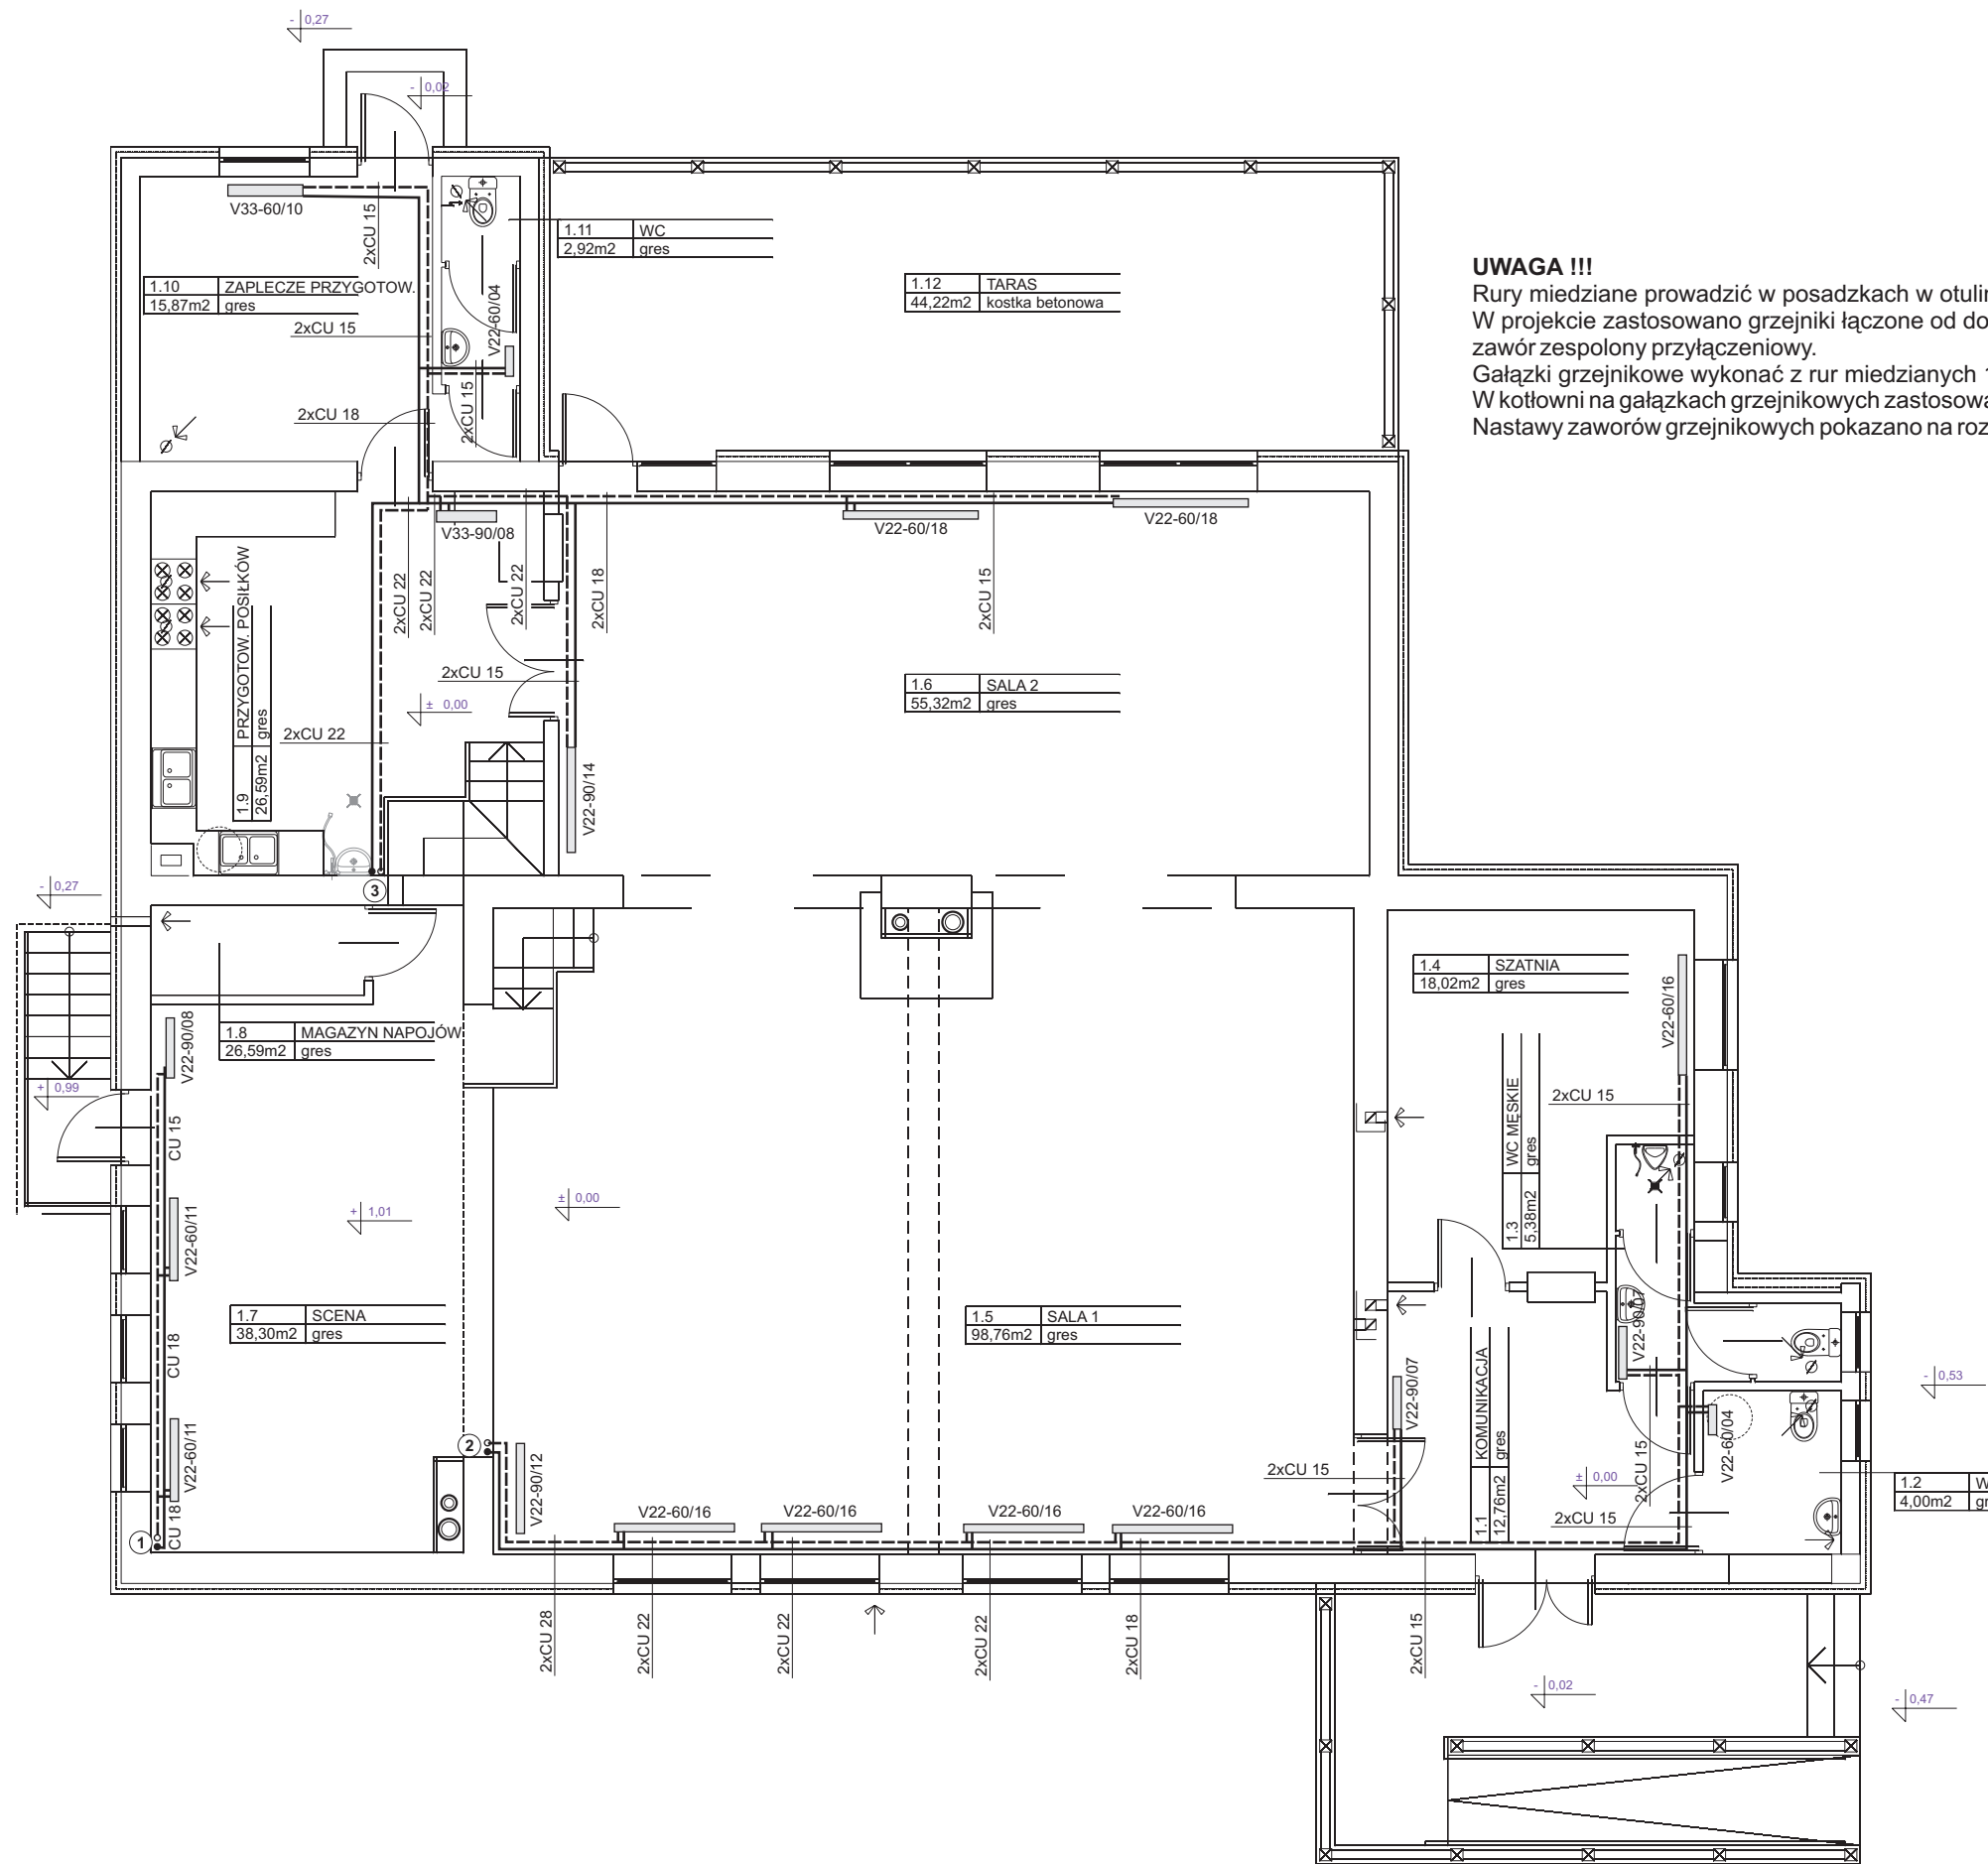 - 0,27
- 0,02
V33-60/10
2xCU 15
1.11 WC
2,92m2 gres
1.10 ZAPLECZE PRZYGOTOW.
15,87m2 gres
1.12 TARAS
44,22m2 kostka betonowa
UWAGA !!!
Rury miedziane prowadzić w posadzkach w
W projekcie zastosowano grzejniki łączone od
zawór zespolony przyłączeniowy.
Gałązki grzejnikowe wykonać z rur miedzianych
W kotłowni na gałązkach grzejnikowych
Nastawy zaworów grzejnikowych pokazano na
2xCU 15
V22-60/04
2xCU 15
2xCU 18
V33-90/08
V22-60/18
V22-60/18
2xCU 22
2xCU 22
2xCU 22
2xCU 18
2xCU 15
1.9 PRZYGOTOW. POSIŁKÓW
26,59m2 gres
2xCU 15
± 0,00
2xCU 22
1.6 SALA 2
55,32m2 gres
V22-90/14
- 0,27
3
1.4 SZATNIA
18,02m2 gres
V22-60/16
V22-90/08
1.8 MAGAZYN NAPOJÓW
26,59m2 gres
+ 0,99
CU 15
2xCU 15
1.3 WC MĘSKIE
5,38m2 gres
+ 1,01
± 0,00
V22-60/11
1.7 SCENA
38,30m2 gres
1.5 SALA 1
98,76m2 gres
CU 18
V22-90/07
V22-90/07
1.1 KOMUNIKACJA
12,76m2 gres
- 0,53
V22-60/11
2
V22-90/12
2xCU 15
± 0,00
2xCU 15
V22-60/04
1.2
4,00m2
CU 18
1
V22-60/16
V22-60/16
V22-60/16
V22-60/16
2xCU 15
2xCU 28
2xCU 22
2xCU 22
2xCU 22
2xCU 18
2xCU 15
- 0,02
- 0,47